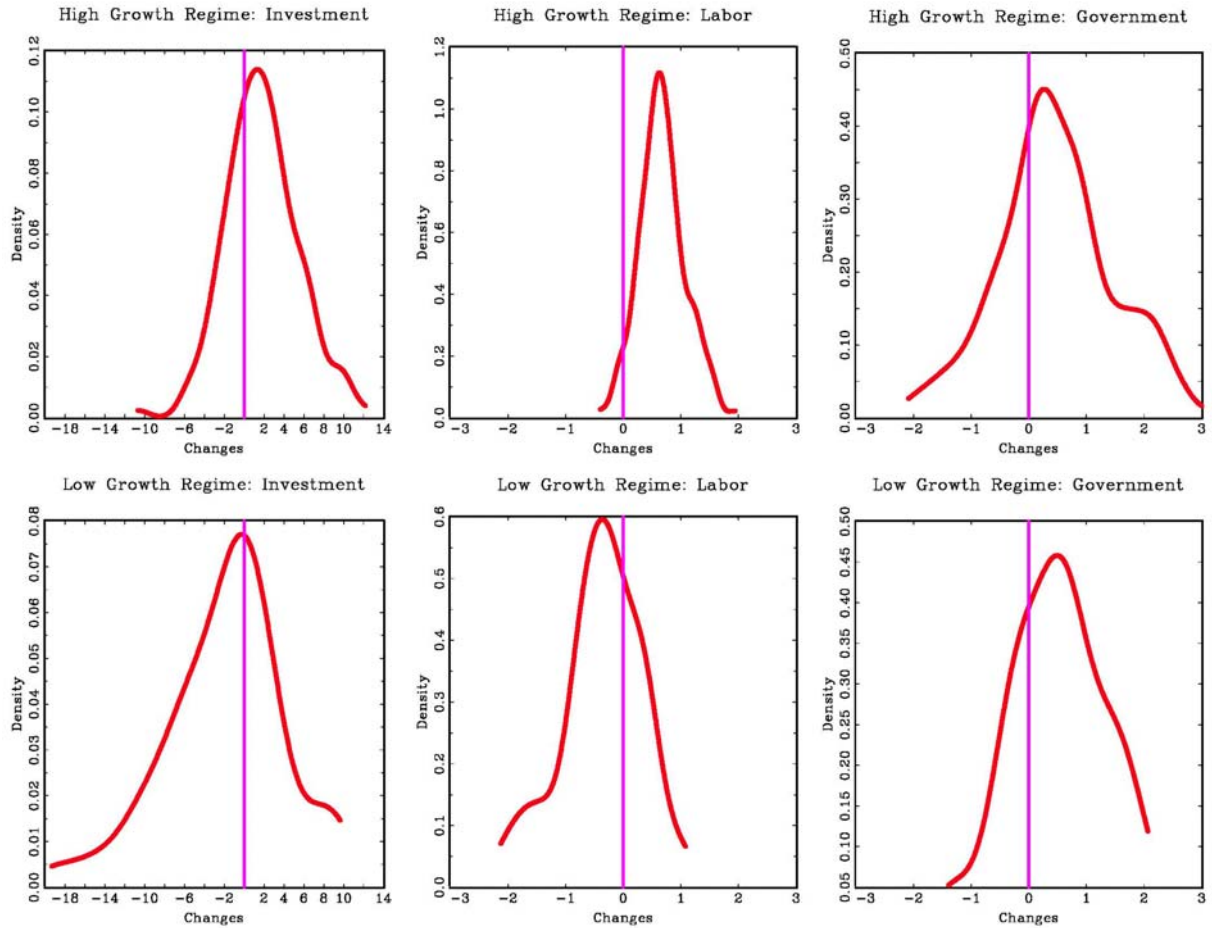 High Growth Regime: Investment
Density
0.00 0.02 0.04 0.06 0.08 0.10 0.12
-18 -14 -10 -6 -2 2 6 10 14
Changes
High Growth Regime: Labor
Density
0.0 0.2 0.4 0.6 0.8 1.0 1.2
-3 -2 -1 0 1 2 3
Changes
High Growth Regime: Government
Density
0.00 0.10 0.20 0.30 0.40 0.50
-3 -2 -1 0 1 2 3
Changes
Low Growth Regime: Investment
Density
0.00 0.01 0.02 0.03 0.04 0.05 0.06 0.07 0.08
-18 -14 -10 -6 -2 2 4 6 8 10 14
Changes
Low Growth Regime: Labor
Density
0.0 0.1 0.2 0.3 0.4 0.5 0.6
-3 -2 -1 0 1 2 3
Changes
Low Growth Regime: Government
Density
0.05 0.10 0.15 0.20 0.25 0.30 0.35 0.40 0.45 0.50
-3 -2 -1 0 1 2 3
Changes